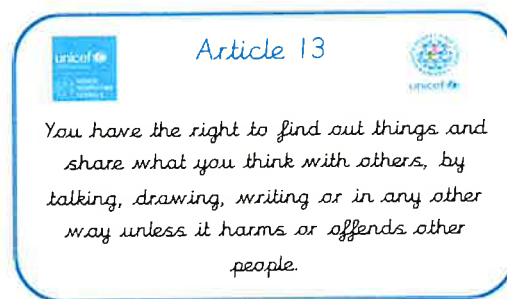 Article 13
unicef
unicef
You have the right to find out things and
share what you think with others, by
talking, drawing, writing or in any other
way unless it harms or offends other
people.